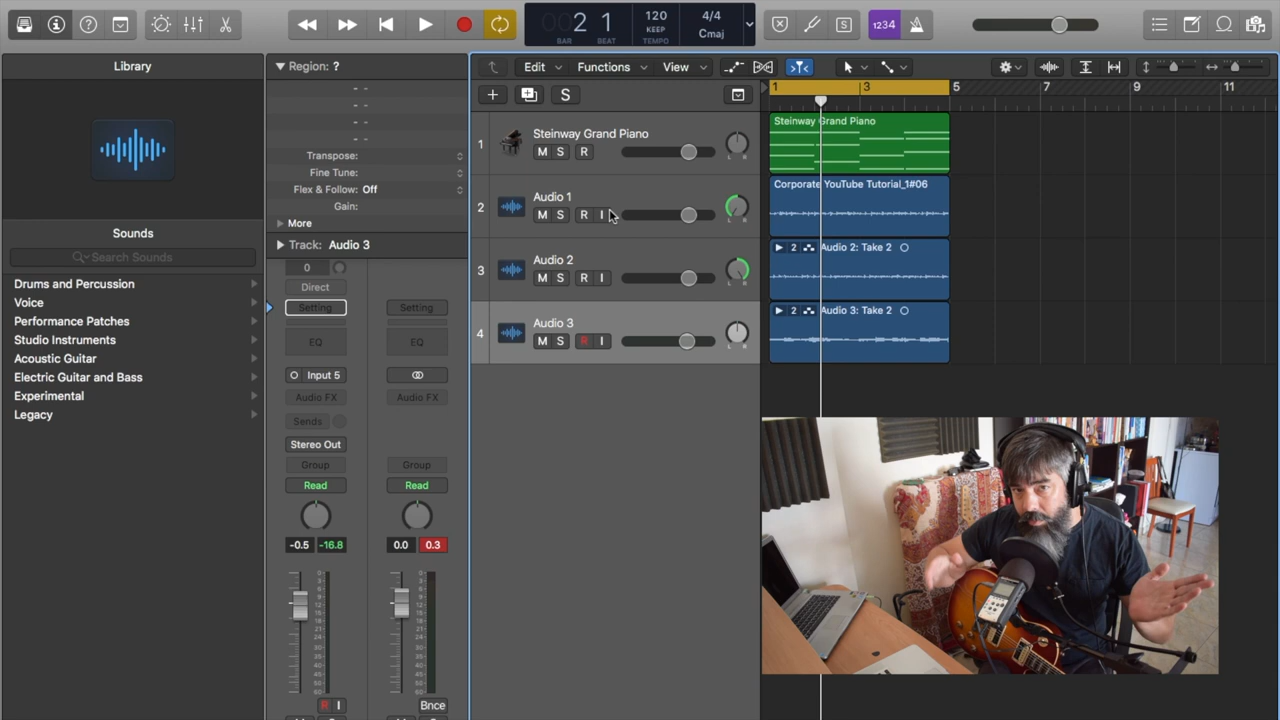 2 1
BAR BEAT
120
KEEP
TEMPO
4/4
Cmaj
1234
S
Library
Sounds
Search Sounds
Drums and Percussion
Voice
Performance Patches
Studio Instruments
Acoustic Guitar
Electric Guitar and Bass
Experimental
Legacy
Region: ?
Transpose:
Fine Tune:
Flex & Follow: Off
Gain:
More
Track: Audio 3
0
Direct
Setting Setting
EQ EQ
Input 5
Audio FX Audio FX
Sends
Stereo Out
Group Group
Read Read
-0.5 -16.8 0.0 0.3
R I Bnce
Edit Functions View
S
1 3 5 7 9 11
1 Steinway Grand Piano
M S R
L R
Steinway Grand Piano
2 Audio 1
M S R I
L R
Corporate YouTube Tutorial_1#06
3 Audio 2
M S R I
L R
2 Audio 2: Take 2
4 Audio 3
M S R I
L R
2 Audio 3: Take 2